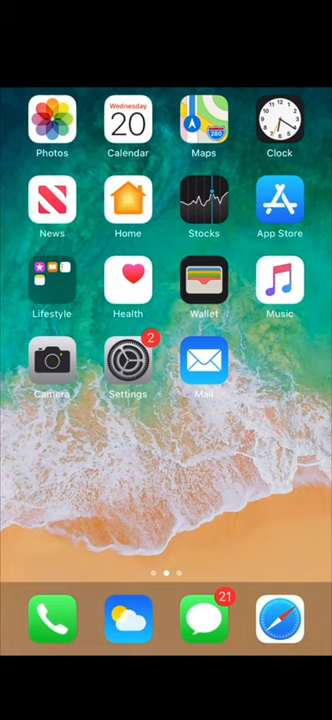 Wednesday
20
280
Photos Calendar Maps Clock
News Home Stocks App Store
Lifestyle Health Wallet Music
2
Camera Settings Mail
21